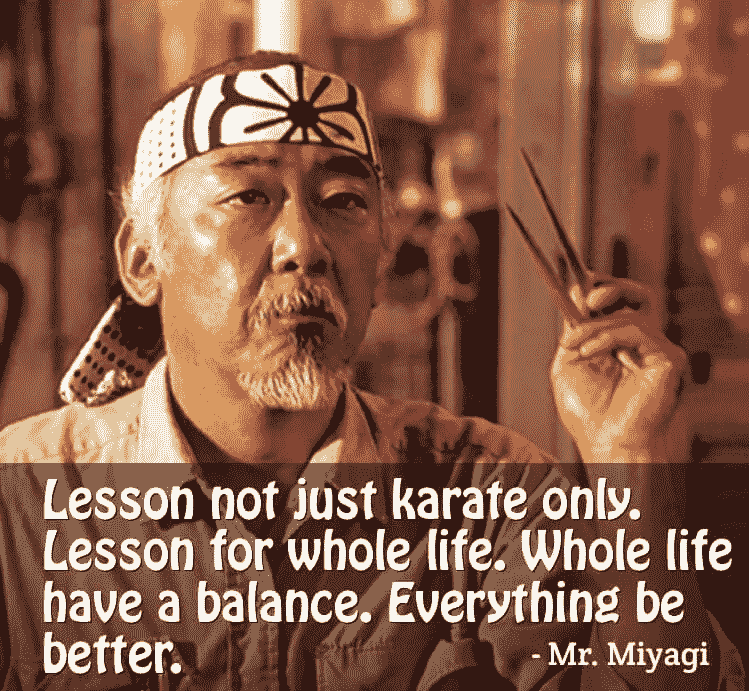 Lesson not just karate only.
Lesson for whole life. Whole life
have a balance. Everything be
better.
- Mr. Miyagi